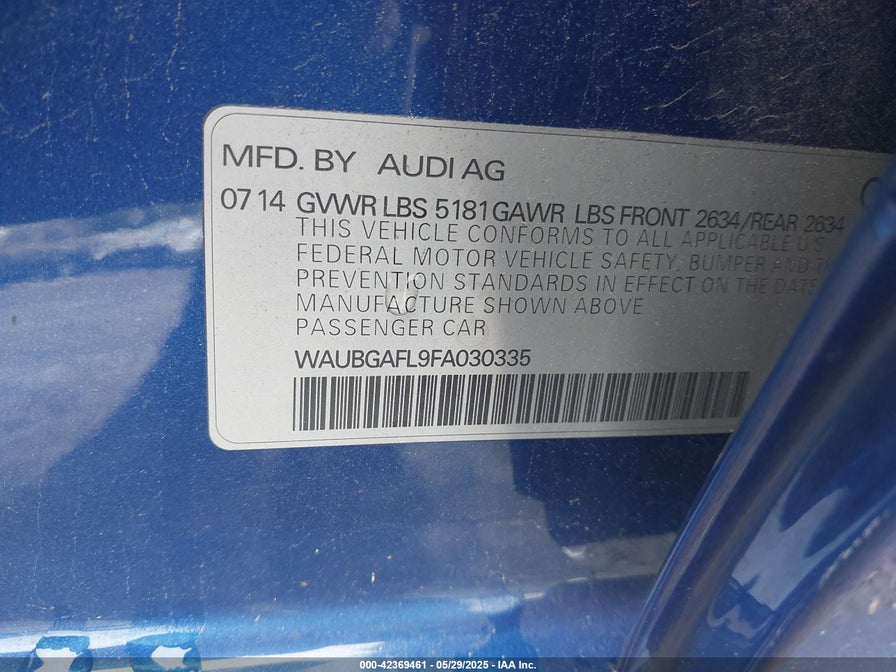 MFD. BY AUDI AG
07 14 GVWR LBS 5181 GAWR LBS FRONT 2634/REAR 2634
THIS VEHICLE CONFORMS TO ALL APPLICABLE U.S.
FEDERAL MOTOR VEHICLE SAFETY, BUMPER AND
PREVENTION STANDARDS IN EFFECT ON THE DATE
MANUFACTURE SHOWN ABOVE
PASSENGER CAR
WAUBGAFL9FA030335
000-42369461 - 05/29/2025 - IAA Inc.